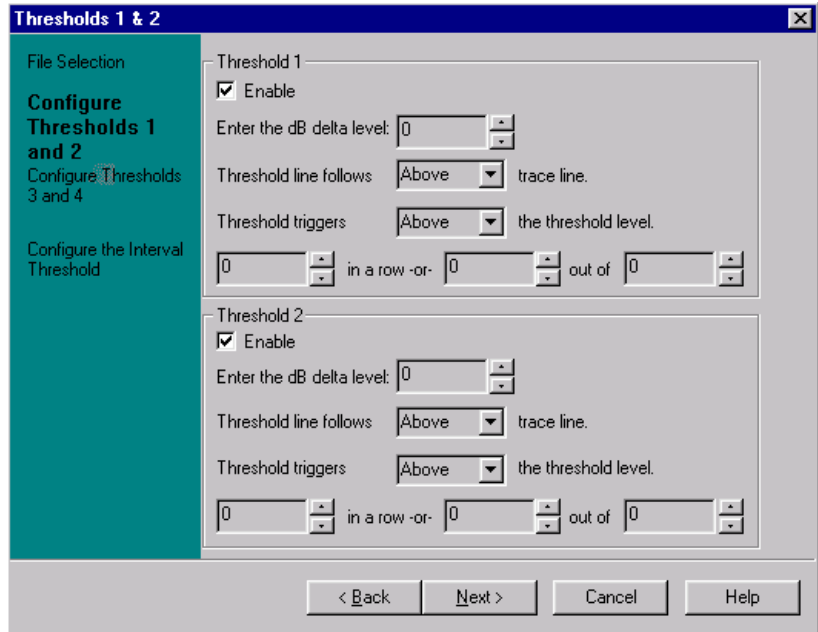 Thresholds 1 & 2
File Selection
Configure
Thresholds 1
and 2
Configure Thresholds
3 and 4
Configure the Interval
Threshold
Threshold 1
Enable
Enter the dB delta level: 0
Threshold line follows Above trace line.
Threshold triggers Above the threshold level.
0 in a row -or- 0 out of 0
Threshold 2
Enable
Enter the dB delta level: 0
Threshold line follows Above trace line.
Threshold triggers Above the threshold level.
0 in a row -or- 0 out of 0
< Back Next > Cancel Help